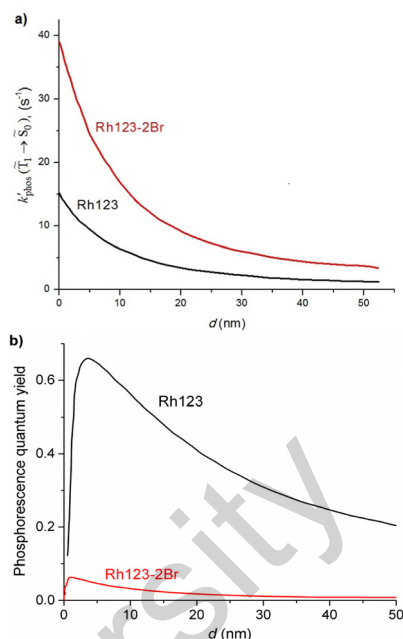 a)
40
30
20
10
0
k′phos (T̃₁ → S̃₀), (s⁻¹)
Rh123-2Br
Rh123
0 10 20 30 40 50
d (nm)
b)
0.6
0.4
0.2
0.0
Phosphorescence quantum yield
Rh123
Rh123-2Br
0 10 20 30 40 50
d (nm)
ersity